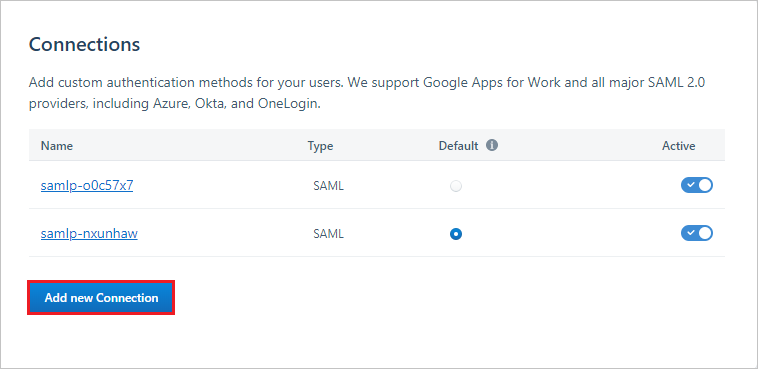 Connections
Add custom authentication methods for your users. We support Google Apps for Work and all major SAML 2.0
providers, including Azure, Okta, and OneLogin.
Name Type Default i Active
samlp-o0c57x7 SAML
samlp-nxunhaw SAML
Add new Connection